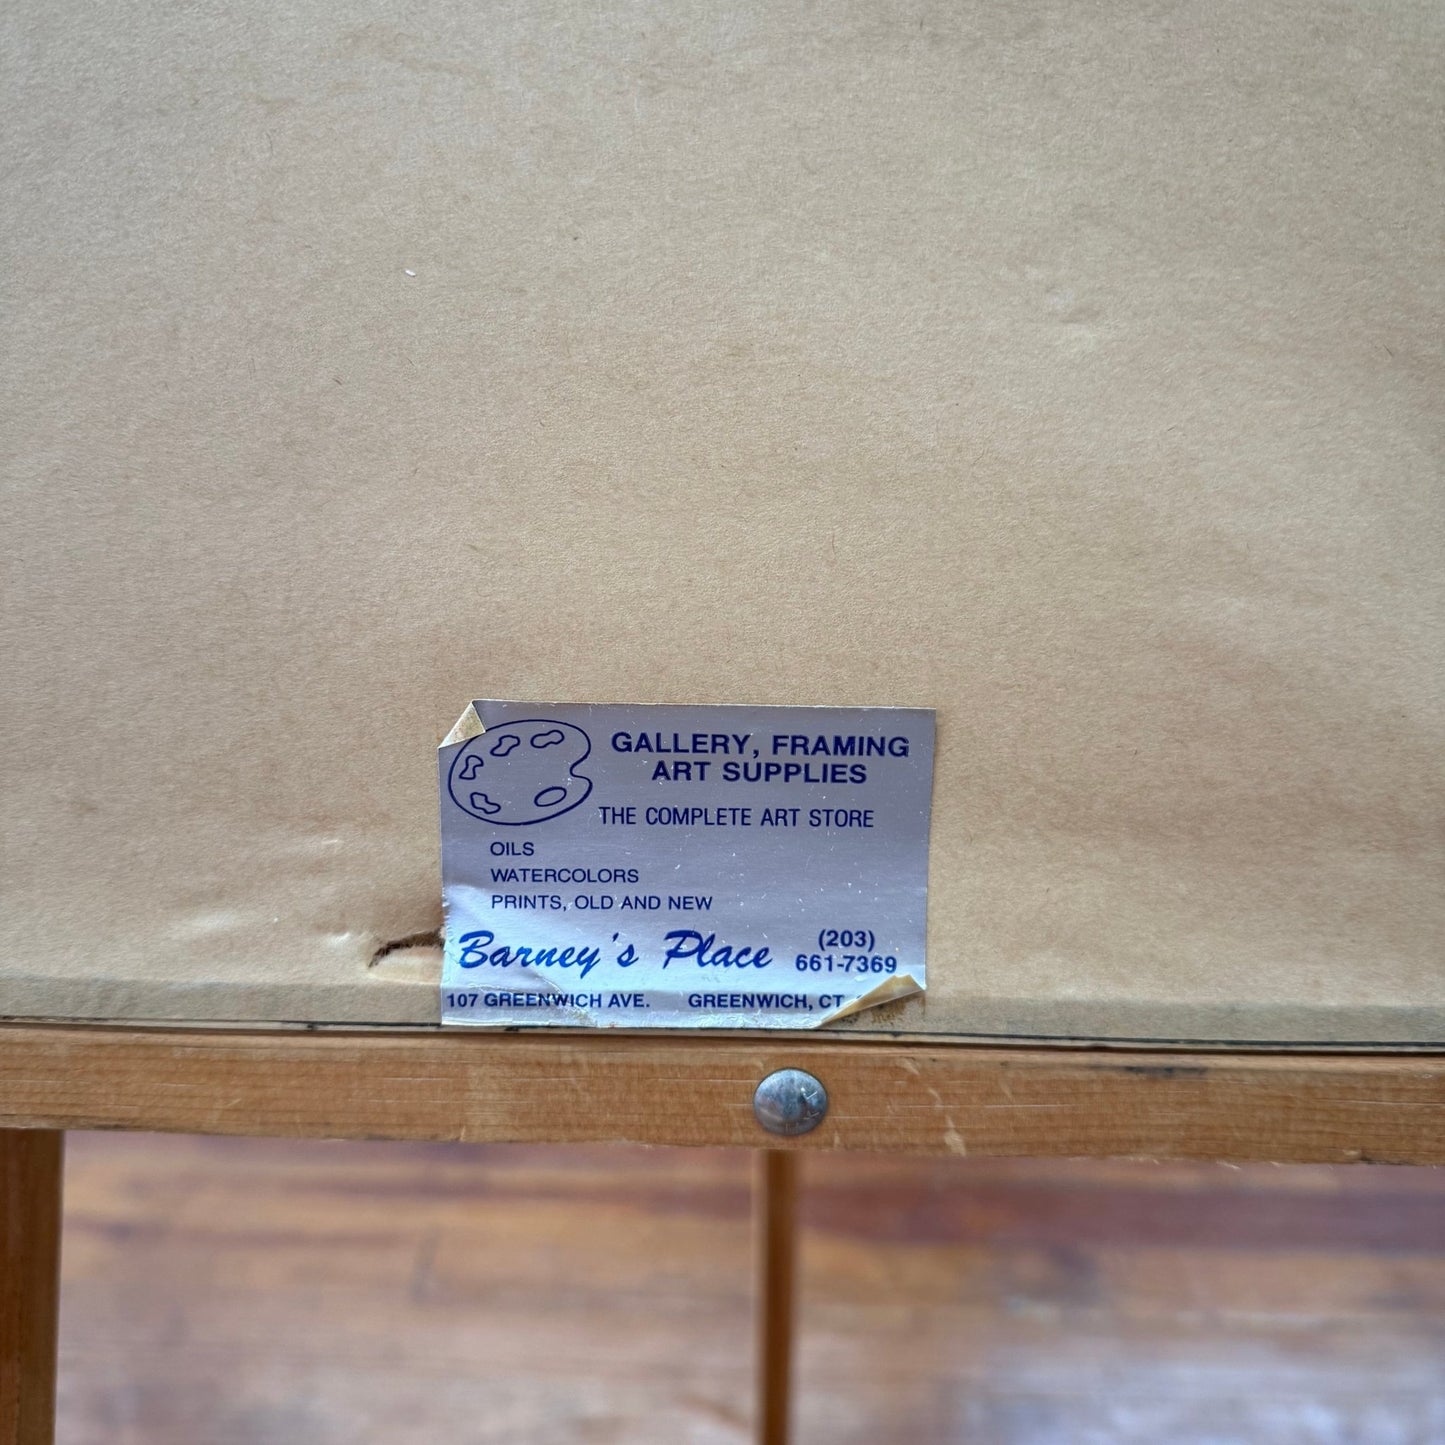 GALLERY, FRAMING
ART SUPPLIES
THE COMPLETE ART STORE
OILS
WATERCOLORS
PRINTS, OLD AND NEW
Barney's Place
(203)
661-7369
107 GREENWICH AVE. GREENWICH, CT